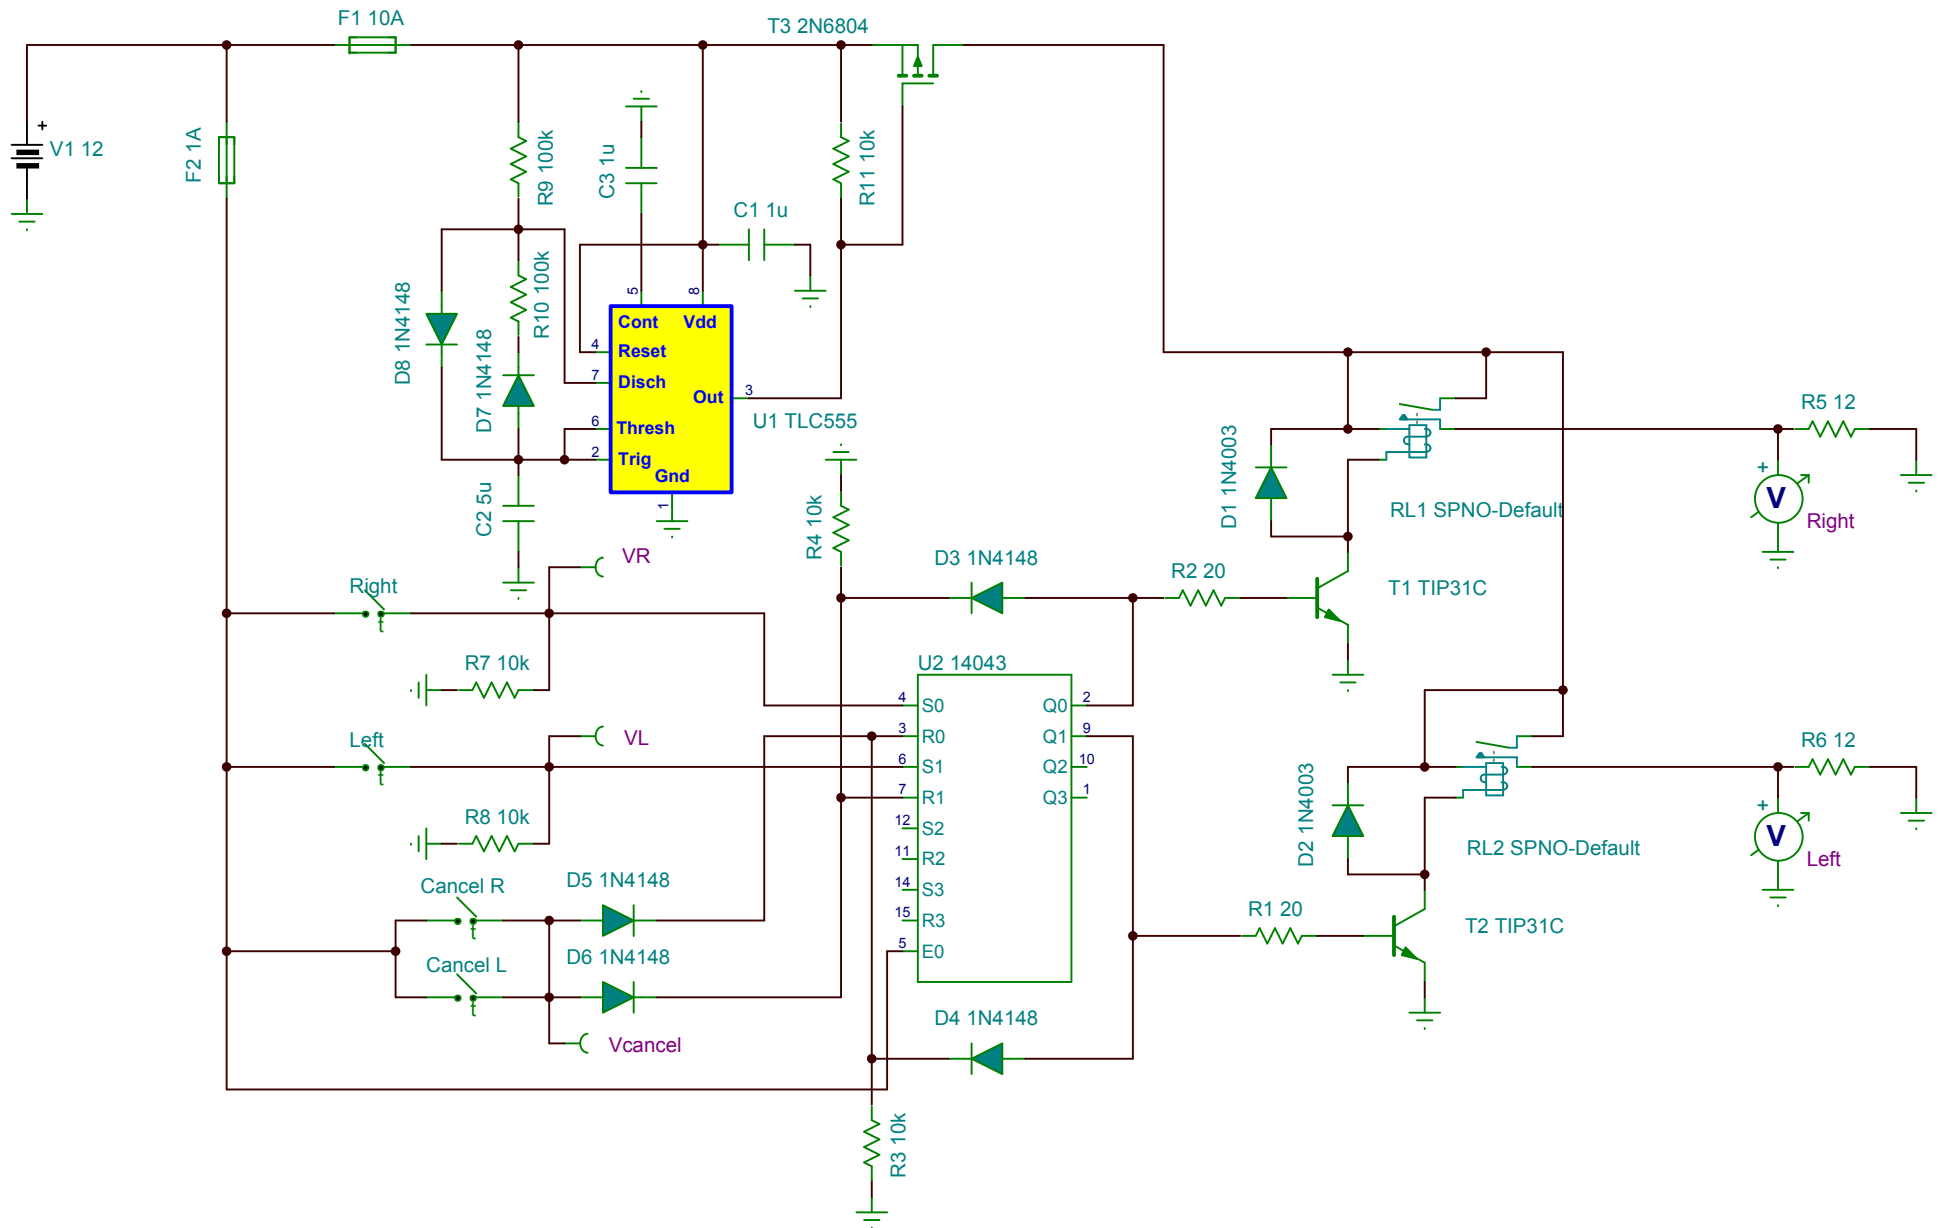 F1 10A
T3 2N6804
+
V1 12
F2 1A
R9 100k
C3 1u
R11 10k
C1 1u
D8 1N4148
R10 100k
D7 1N4148
5
8
Cont
Vdd
4
Reset
7
Disch
Out
3
6
Thresh
2
Trig
Gnd
1
U1 TLC555
C2 5u
R4 10k
VR
Right
R7 10k
D3 1N4148
R2 20
T1 TIP31C
D1 1N4003
RL1 SPNO-Default
R5 12
+
V
Right
U2 14043
4
S0
Q0
2
3
R0
Q1
9
6
S1
Q2
10
7
R1
Q3
1
12
S2
11
R2
14
S3
15
R3
5
E0
Left
VL
R8 10k
Cancel R
D5 1N4148
Cancel L
D6 1N4148
Vcancel
D4 1N4148
R3 10k
R1 20
T2 TIP31C
D2 1N4003
RL2 SPNO-Default
R6 12
+
V
Left
t
t
t
t